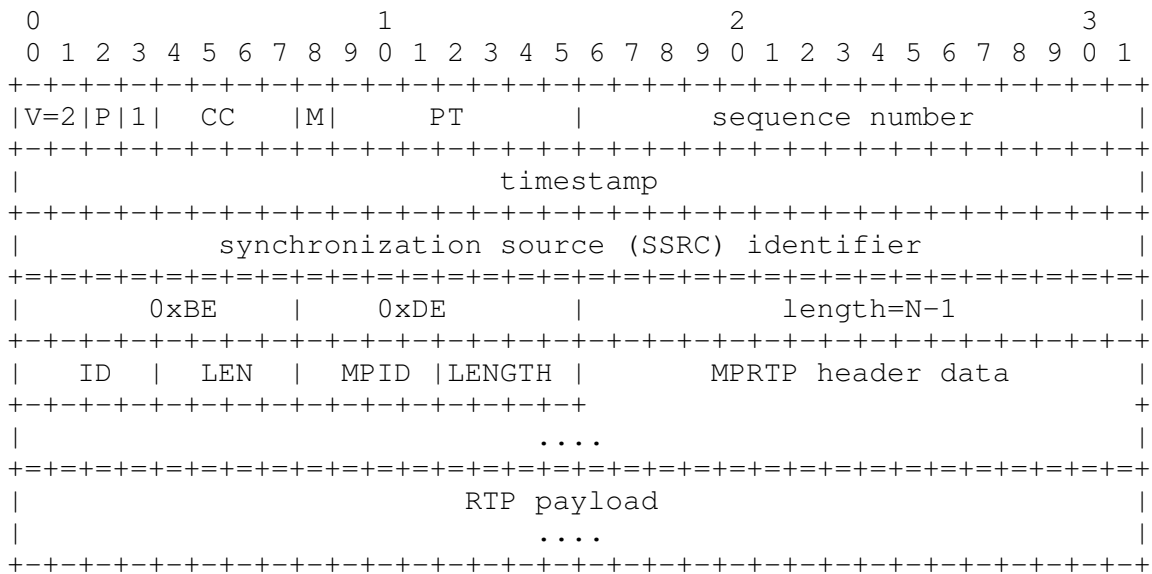 0                   1                   2                   3
 0 1 2 3 4 5 6 7 8 9 0 1 2 3 4 5 6 7 8 9 0 1 2 3 4 5 6 7 8 9 0 1
+-+-+-+-+-+-+-+-+-+-+-+-+-+-+-+-+-+-+-+-+-+-+-+-+-+-+-+-+-+-+-+-+
|V=2|P|1|  CC   |M|     PT      |       sequence number         |
+-+-+-+-+-+-+-+-+-+-+-+-+-+-+-+-+-+-+-+-+-+-+-+-+-+-+-+-+-+-+-+-+
|                           timestamp                           |
+-+-+-+-+-+-+-+-+-+-+-+-+-+-+-+-+-+-+-+-+-+-+-+-+-+-+-+-+-+-+-+-+
|           synchronization source (SSRC) identifier            |
+=+=+=+=+=+=+=+=+=+=+=+=+=+=+=+=+=+=+=+=+=+=+=+=+=+=+=+=+=+=+=+=+
|       0xBE    |    0xDE       |           length=N-1          |
+-+-+-+-+-+-+-+-+-+-+-+-+-+-+-+-+-+-+-+-+-+-+-+-+-+-+-+-+-+-+-+-+
|   ID  |  LEN  |  MPID |LENGTH |       MPRTP header data       |
+-+-+-+-+-+-+-+-+-+-+-+-+-+-+-+-+                               +
|                             ....                              |
+=+=+=+=+=+=+=+=+=+=+=+=+=+=+=+=+=+=+=+=+=+=+=+=+=+=+=+=+=+=+=+=+
|                         RTP payload                           |
|                             ....                              |
+-+-+-+-+-+-+-+-+-+-+-+-+-+-+-+-+-+-+-+-+-+-+-+-+-+-+-+-+-+-+-+-+